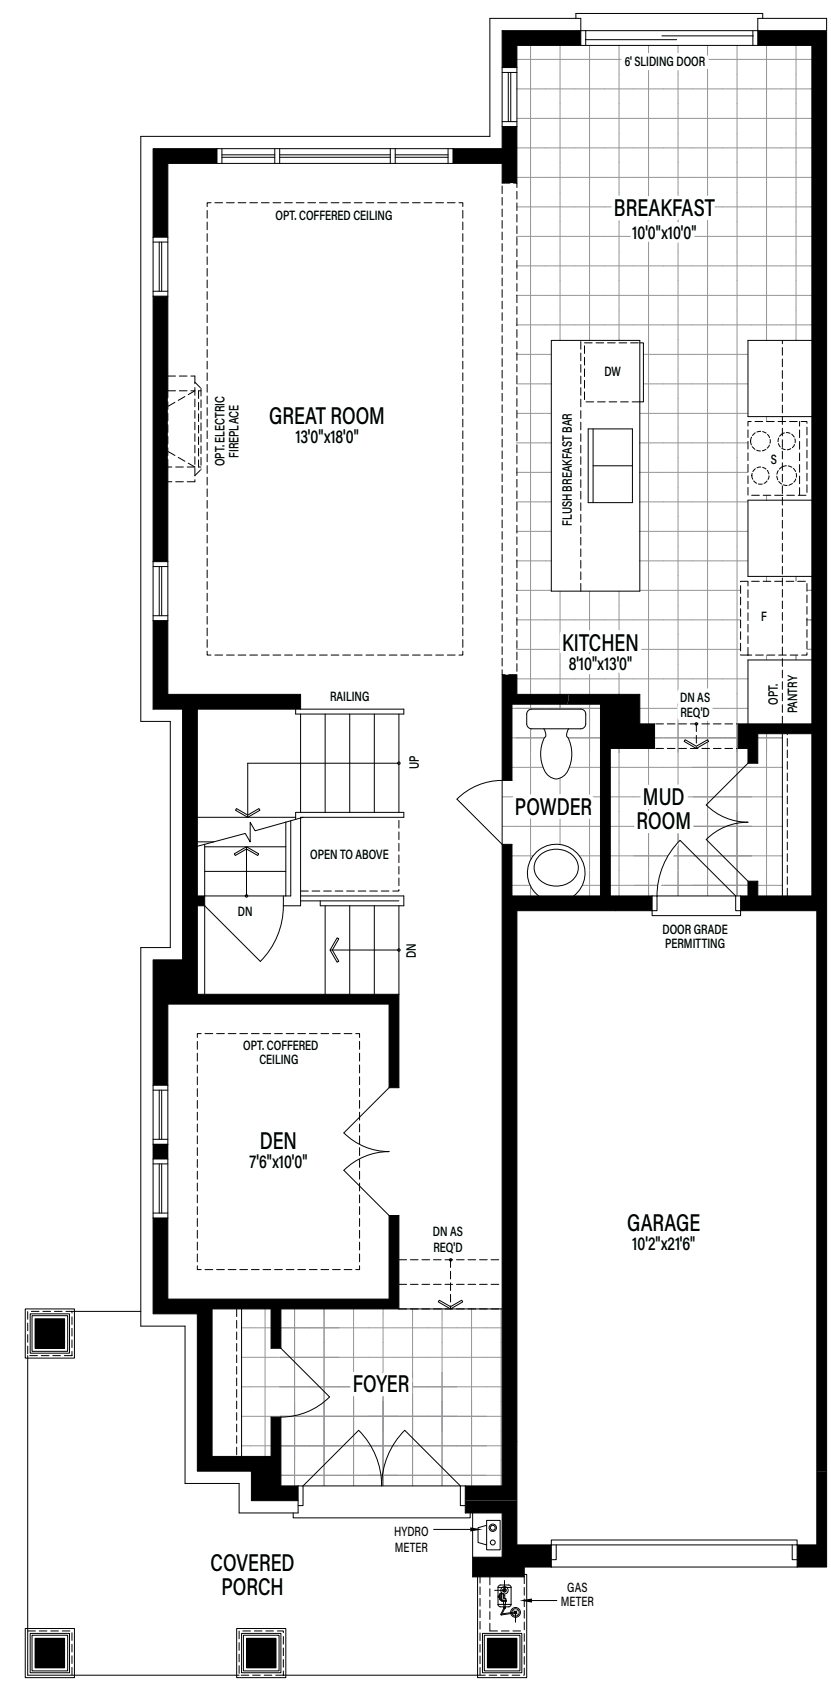 6' SLIDING DOOR
BREAKFAST
10'0"x10'0"
OPT. COFFERED CEILING
GREAT ROOM
13'0"x18'0"
OPT. ELECTRIC
FIREPLACE
DW
FLUSH BREAKFAST BAR
S
F
KITCHEN
8'10"x13'0"
OPT.
PANTRY
RAILING
DN AS
REQ'D
UP
POWDER
MUD
ROOM
OPEN TO ABOVE
DN
DN
DOOR GRADE
PERMITTING
OPT. COFFERED
CEILING
DEN
7'6"x10'0"
GARAGE
10'2"x21'6"
DN AS
REQ'D
FOYER
HYDRO
METER
COVERED
PORCH
GAS
METER